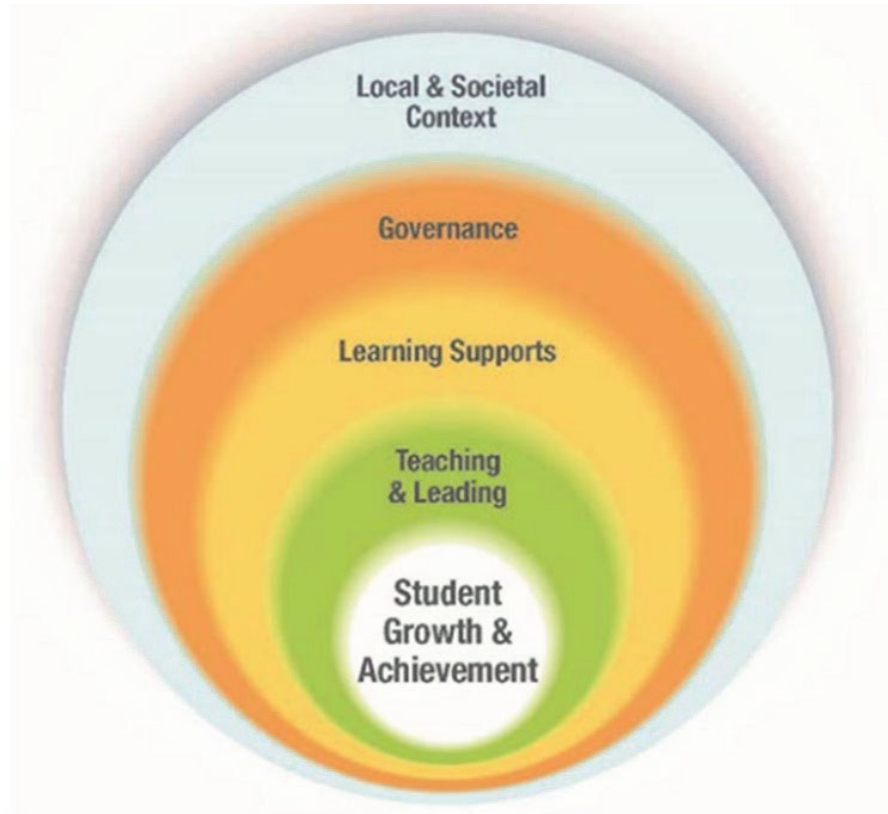 Local & Societal
Context
Governance
Learning Supports
Teaching
& Leading
Student
Growth &
Achievement